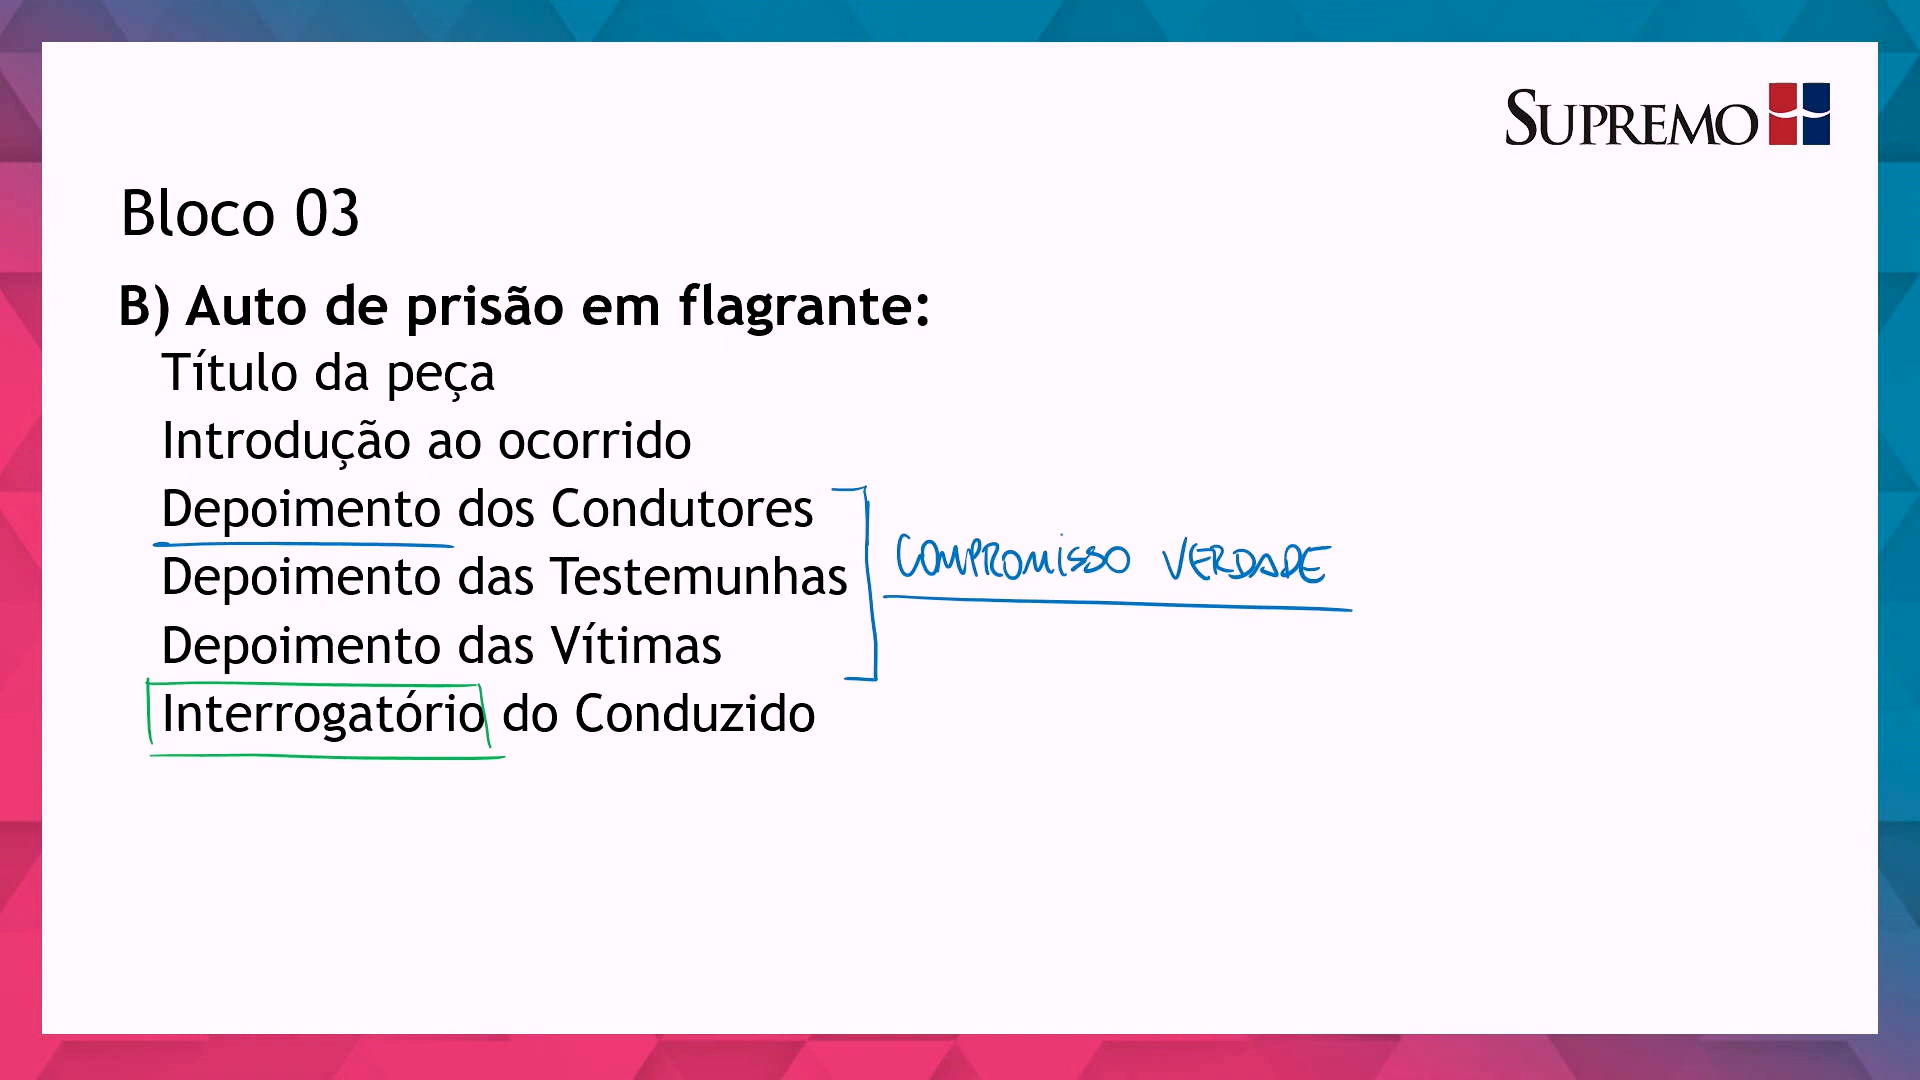 SUPREMO
Bloco 03
B) Auto de prisão em flagrante:
Título da peça
Introdução ao ocorrido
Depoimento dos Condutores
COMPROMISSO VERDADE
Depoimento das Testemunhas
Depoimento das Vítimas
Interrogatório do Conduzido